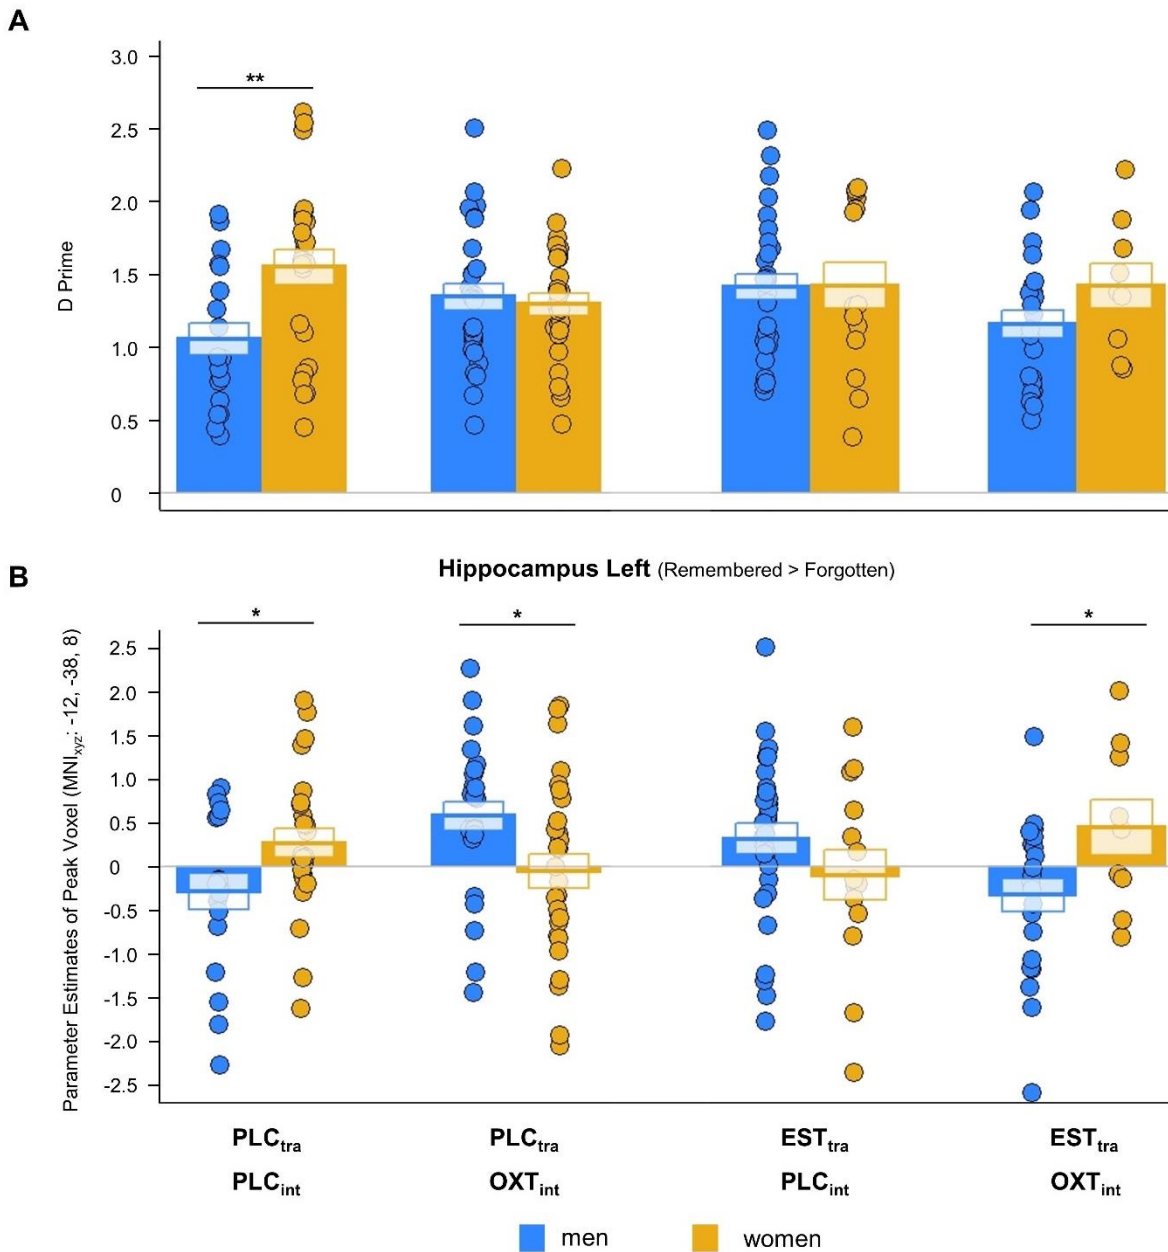 A
**
3.0
2.5
2.0
1.5
1.0
0.5
0
D Prime
B
Hippocampus Left (Remembered > Forgotten)
* * *
2.5
2.0
1.5
1.0
0.5
0
-0.5
-1.0
-1.5
-2.0
-2.5
Parameter Estimates of Peak Voxel (MNIxyz: -12, -38, 8)
PLCtra PLCtra ESTtra ESTtra
PLCint OXTint PLCint OXTint
men women